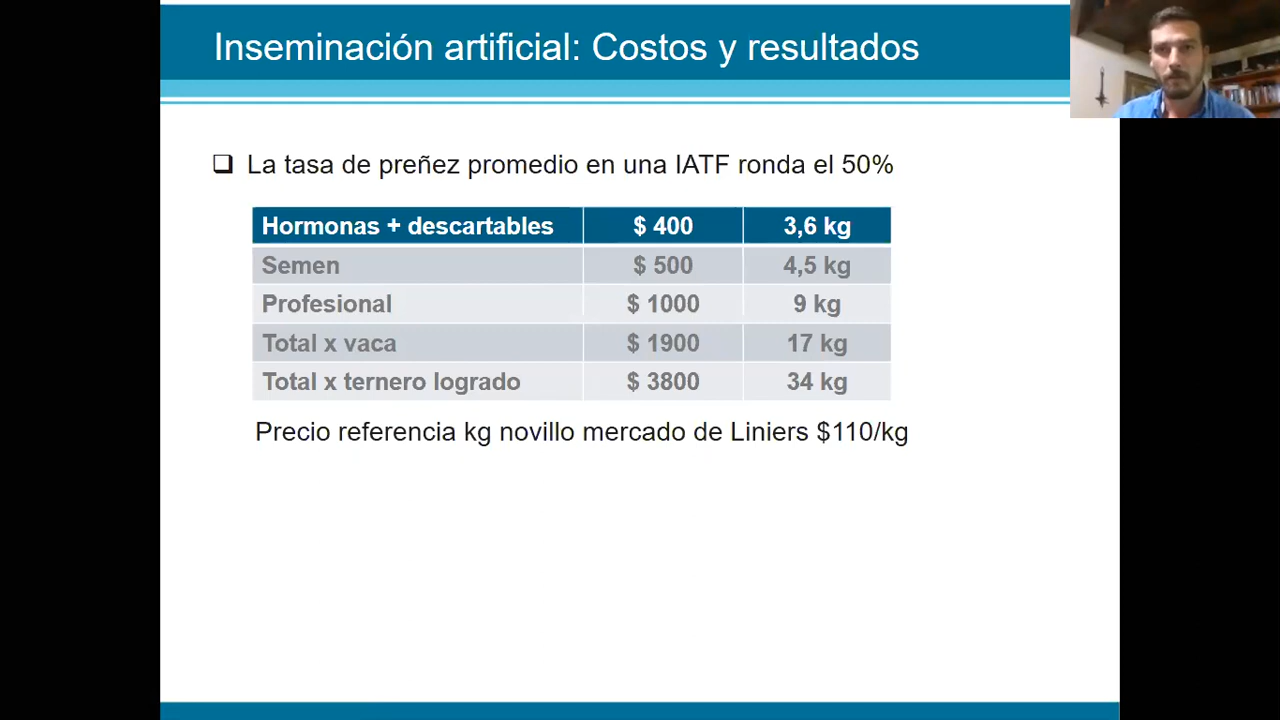 Inseminación artificial: Costos y resultados
La tasa de preñez promedio en una IATF ronda el 50%
Hormonas + descartables $ 400 3,6 kg
Semen $ 500 4,5 kg
Profesional $ 1000 9 kg
Total x vaca $ 1900 17 kg
Total x ternero logrado $ 3800 34 kg
Precio referencia kg novillo mercado de Liniers $110/kg